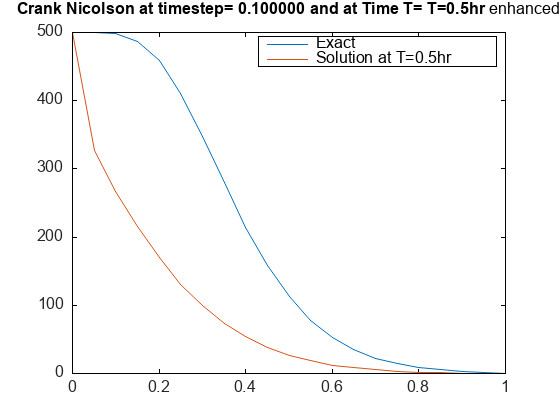 Crank Nicolson at timestep= 0.100000 and at Time T= T=0.5hr enhanced
500
Exact
Solution at T=0.5hr
400
300
200
100
0
0 0.2 0.4 0.6 0.8 1